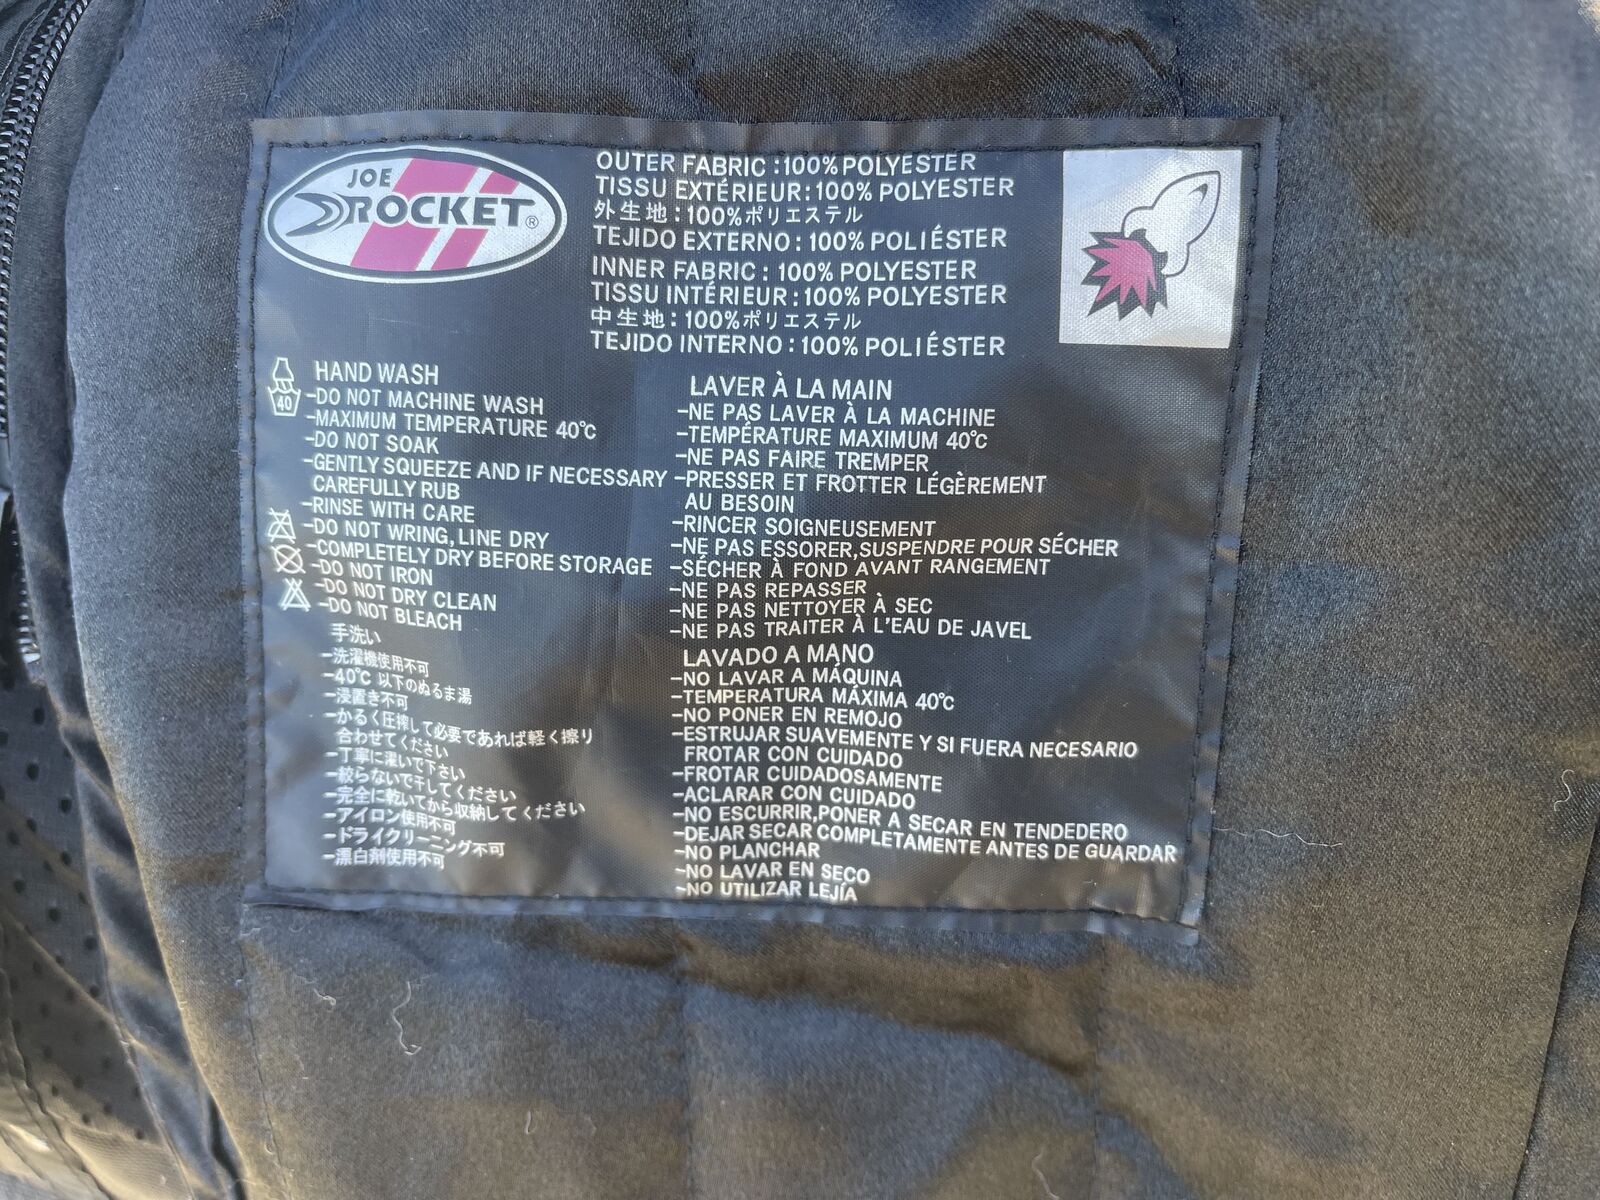 JOE
ROCKET®
OUTER FABRIC:100%POLYESTER
TISSU EXTÉRIEUR:100% POLYESTER
外生地:100%ポリエステル
TEJIDO EXTERNO:100% POLIÉSTER
INNER FABRIC: 100% POLYESTER
TISSU INTÉRIEUR:100% POLYESTER
中生地:100%ポリエステル
TEJIDO INTERNO:100% POLIÉSTER
40
HAND WASH
-DO NOT MACHINE WASH
-MAXIMUM TEMPERATURE 40℃
-DO NOT SOAK
-GENTLY SQUEEZE AND IF NECESSARY
CAREFULLY RUB
-RINSE WITH CARE
-DO NOT WRING, LINE DRY
-COMPLETELY DRY BEFORE STORAGE
-DO NOT IRON
-DO NOT DRY CLEAN
-DO NOT BLEACH
手洗い
-洗濯機使用不可
-40℃ 以下のぬるま湯
-浸置き不可
-かるく圧搾して必要であれば軽く擦り
合わせてください
-丁寧に濯いで下さい
-絞らないで干してください
-完全に乾いてから収納してください
-アイロン使用不可
-ドライクリーニング不可
-漂白剤使用不可
LAVER À LA MAIN
-NE PAS LAVER À LA MACHINE
-TEMPÉRATURE MAXIMUM 40℃
-NE PAS FAIRE TREMPER
-PRESSER ET FROTTER LÉGÈREMENT
AU BESOIN
-RINCER SOIGNEUSEMENT
-NE PAS ESSORER,SUSPENDRE POUR SÉCHER
-SÉCHER À FOND AVANT RANGEMENT
-NE PAS REPASSER
-NE PAS NETTOYER À SEC
-NE PAS TRAITER À L'EAU DE JAVEL
LAVADO A MANO
-NO LAVAR A MÁQUINA
-TEMPERATURA MÁXIMA 40℃
-NO PONER EN REMOJO
-ESTRUJAR SUAVEMENTE Y SI FUERA NECESARIO
FROTAR CON CUIDADO
-FROTAR CUIDADOSAMENTE
-ACLARAR CON CUIDADO
-NO ESCURRIR,PONER A SECAR EN TENDEDERO
-DEJAR SECAR COMPLETAMENTE ANTES DE GUARDAR
-NO PLANCHAR
-NO LAVAR EN SECO
-NO UTILIZAR LEJÍA